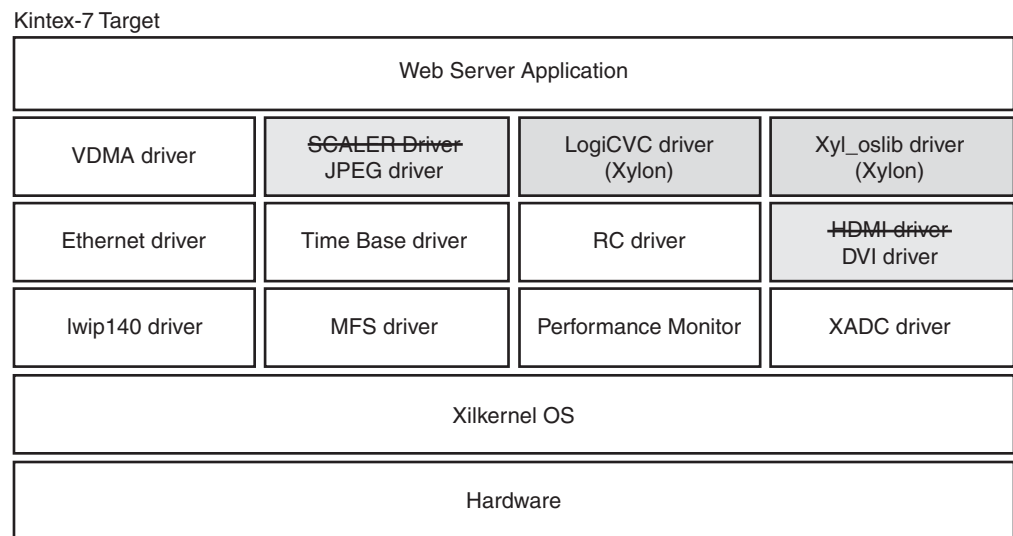 Kintex-7 Target
Web Server Application
VDMA driver
SCALER Driver
JPEG driver
LogiCVC driver
(Xylon)
Xyl_oslib driver
(Xylon)
Ethernet driver
Time Base driver
RC driver
HDMI driver
DVI driver
lwip140 driver
MFS driver
Performance Monitor
XADC driver
Xilkernel OS
Hardware